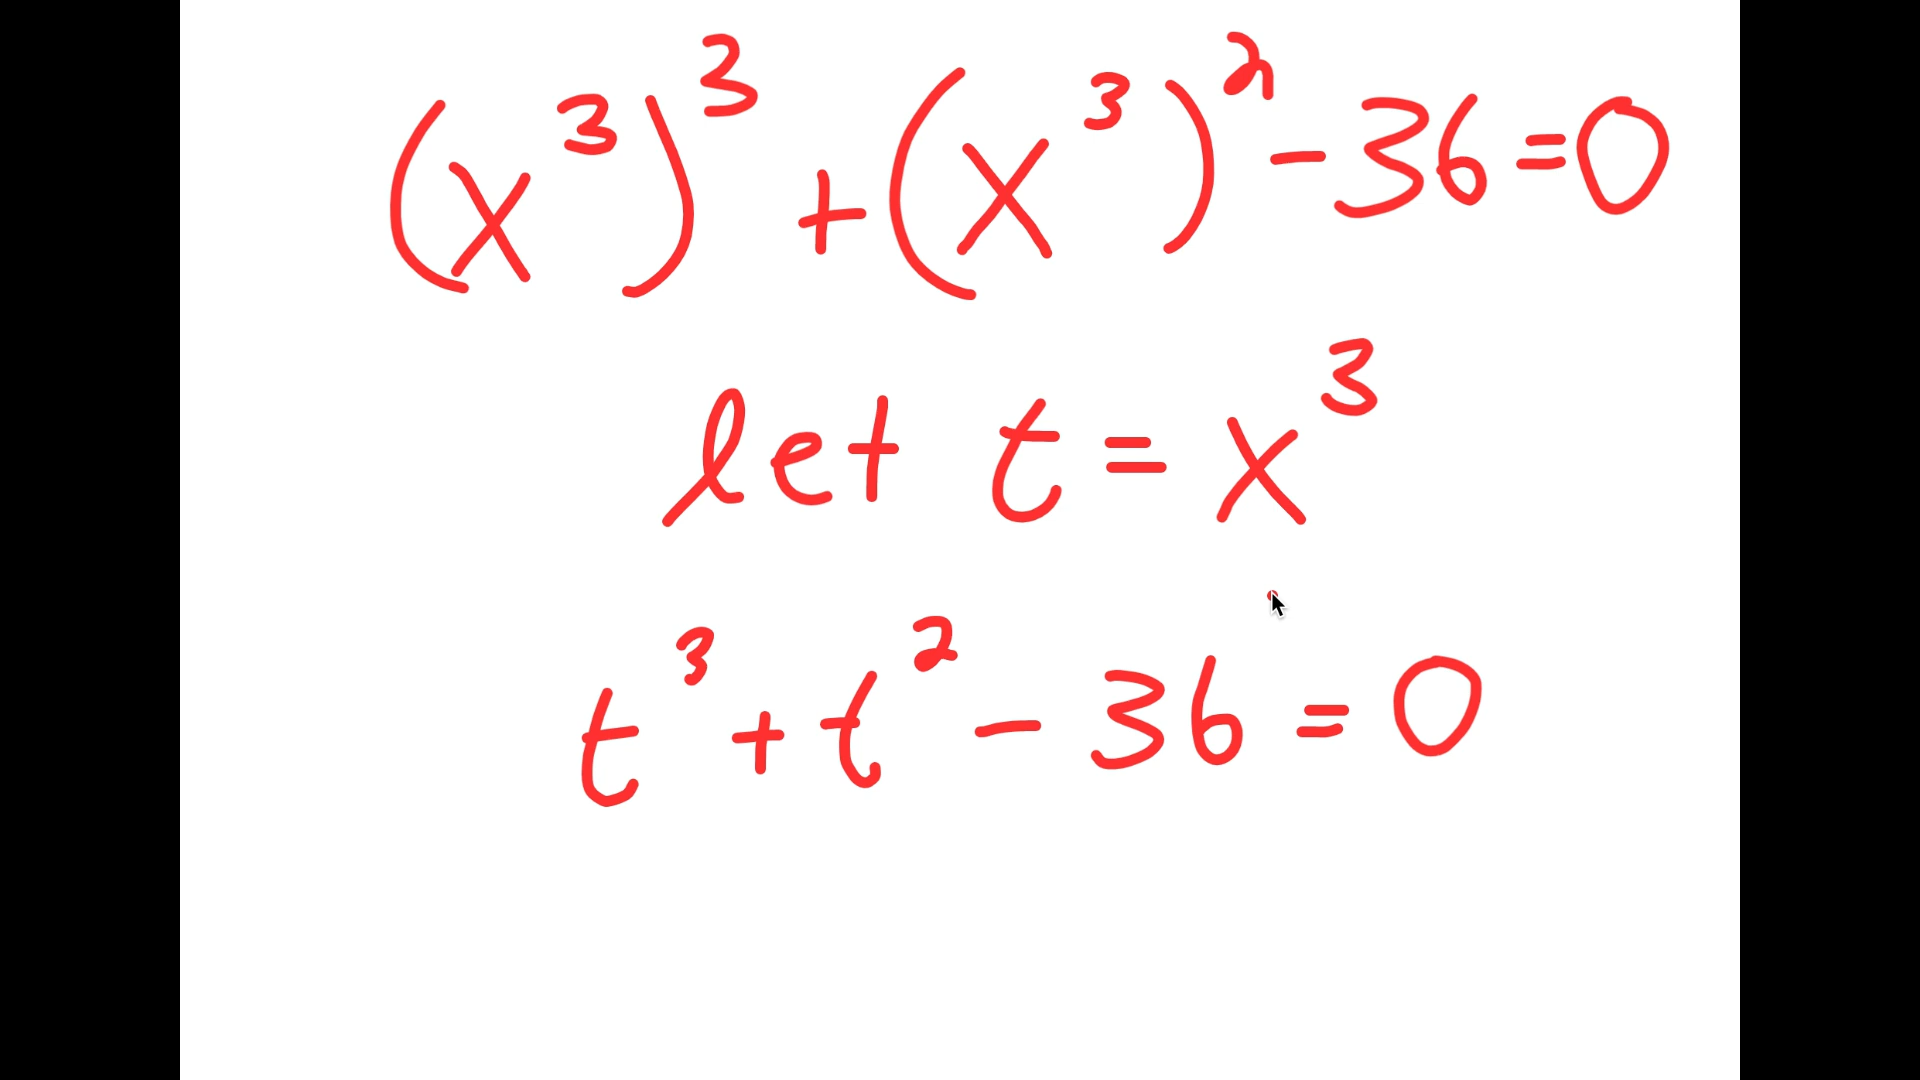 (x³)³ + (x³)² - 36 = 0
let t = x³
t³ + t² - 36 = 0